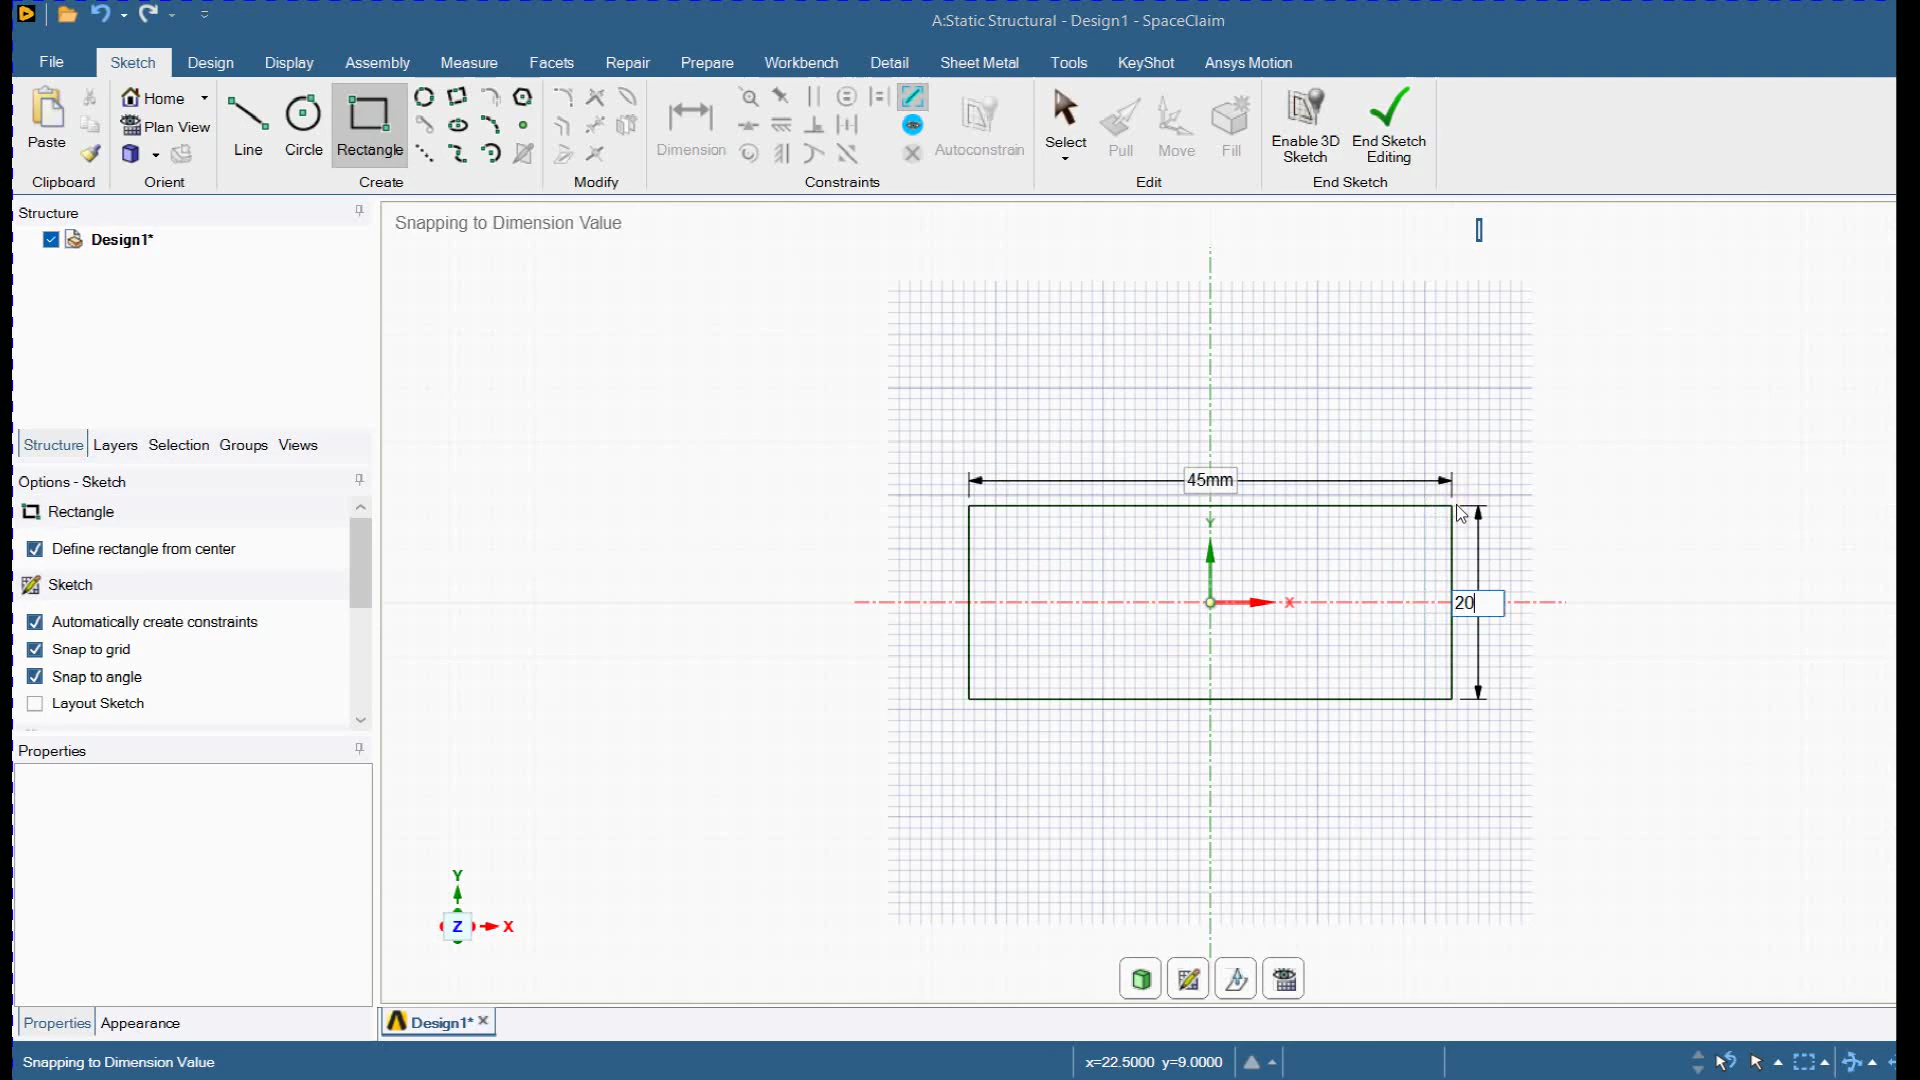 A:Static Structural - Design1 - SpaceClaim
File Sketch Design Display Assembly Measure Facets Repair Prepare Workbench Detail Sheet Metal Tools KeyShot Ansys Motion
Paste
Home
Plan View
Line Circle Rectangle
Dimension
Autoconstrain
Select Pull Move Fill
Enable 3D Sketch
End Sketch Editing
Clipboard Orient Create Modify Constraints Edit End Sketch
Structure
Design1*
Snapping to Dimension Value
Structure Layers Selection Groups Views
Options - Sketch
Rectangle
Define rectangle from center
Sketch
Automatically create constraints
Snap to grid
Snap to angle
Layout Sketch
Properties
45mm
Y
X
20
Y
Z X
Properties Appearance
Design1*
Snapping to Dimension Value
x=22.5000 y=9.0000